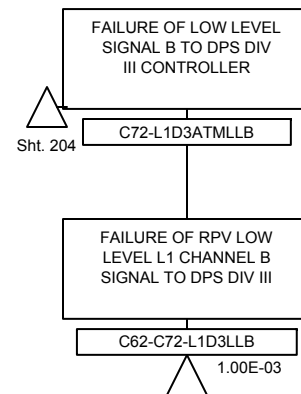 FAILURE OF LOW LEVEL
SIGNAL B TO DPS DIV
III CONTROLLER
Sht. 204
C72-L1D3ATMLLB
FAILURE OF RPV LOW
LEVEL L1 CHANNEL B
SIGNAL TO DPS DIV III
C62-C72-L1D3LLB
1.00E-03